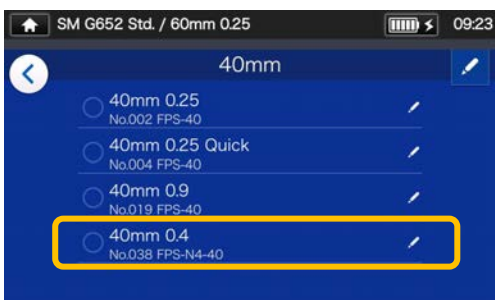 SM G652 Std. / 60mm 0.25 09:23
40mm
40mm 0.25
No.002 FPS-40
40mm 0.25 Quick
No.004 FPS-40
40mm 0.9
No.019 FPS-40
40mm 0.4
No.038 FPS-N4-40